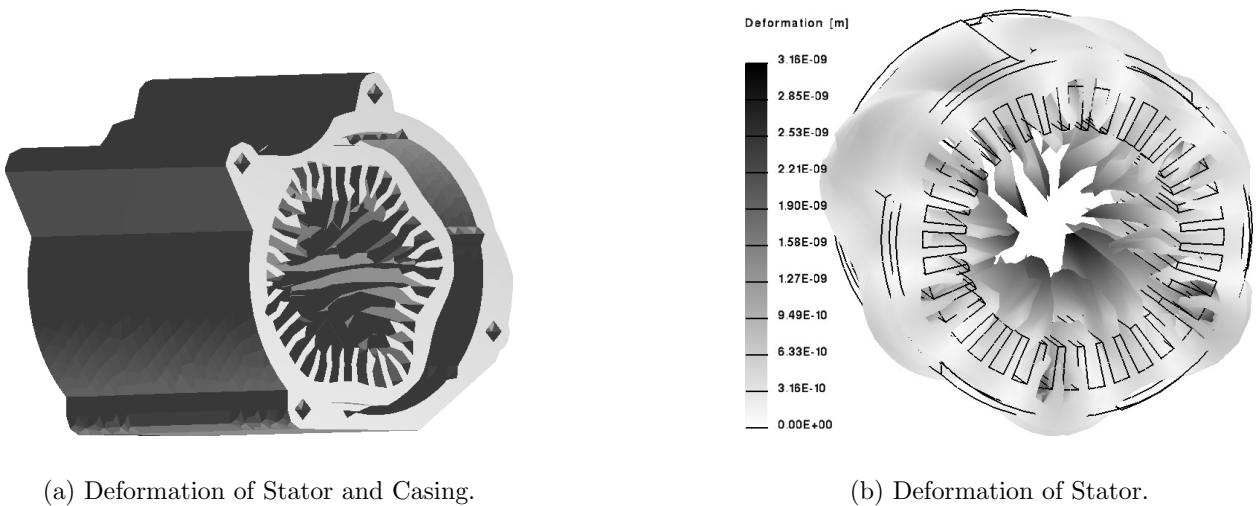 Deformation [m]
3.16E-09
2.85E-09
2.53E-09
2.21E-09
1.90E-09
1.58E-09
1.27E-09
9.49E-10
6.33E-10
3.16E-10
0.00E+00
(a) Deformation of Stator and Casing.
(b) Deformation of Stator.